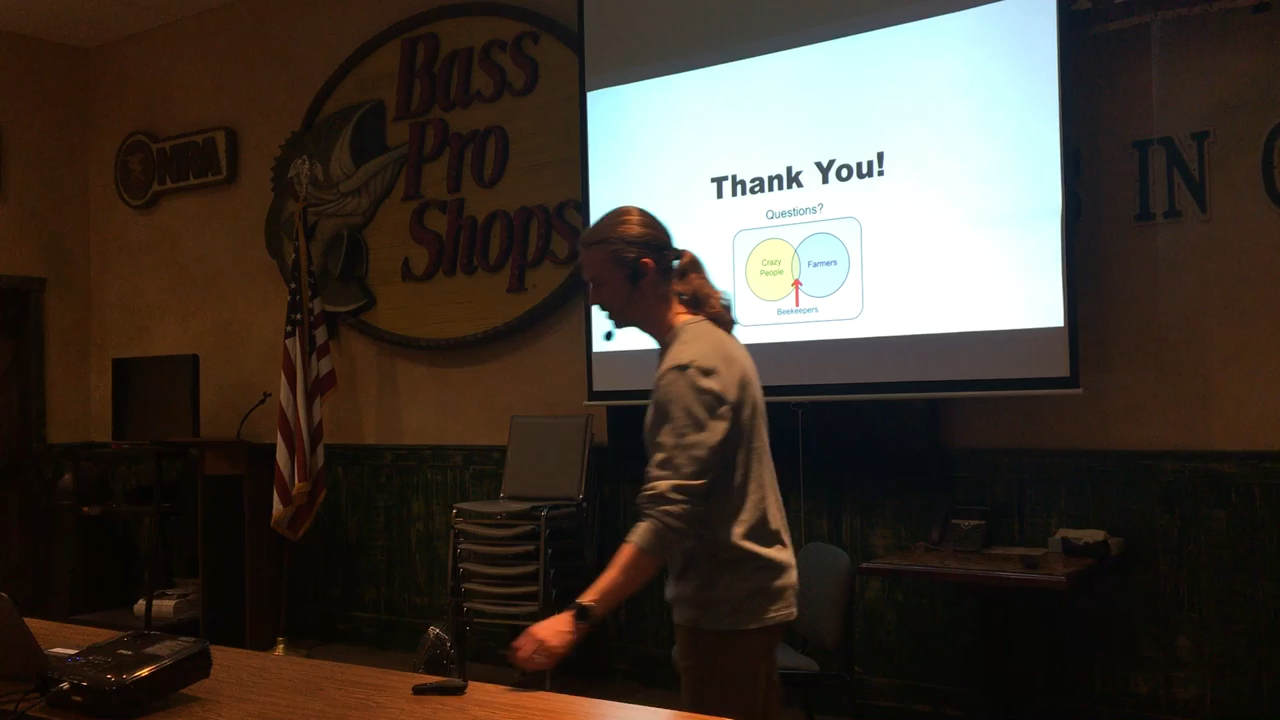 NRA
Bass
Pro
Shops
Thank You!
Questions?
Crazy
People
Farmers
Beekeepers
IN